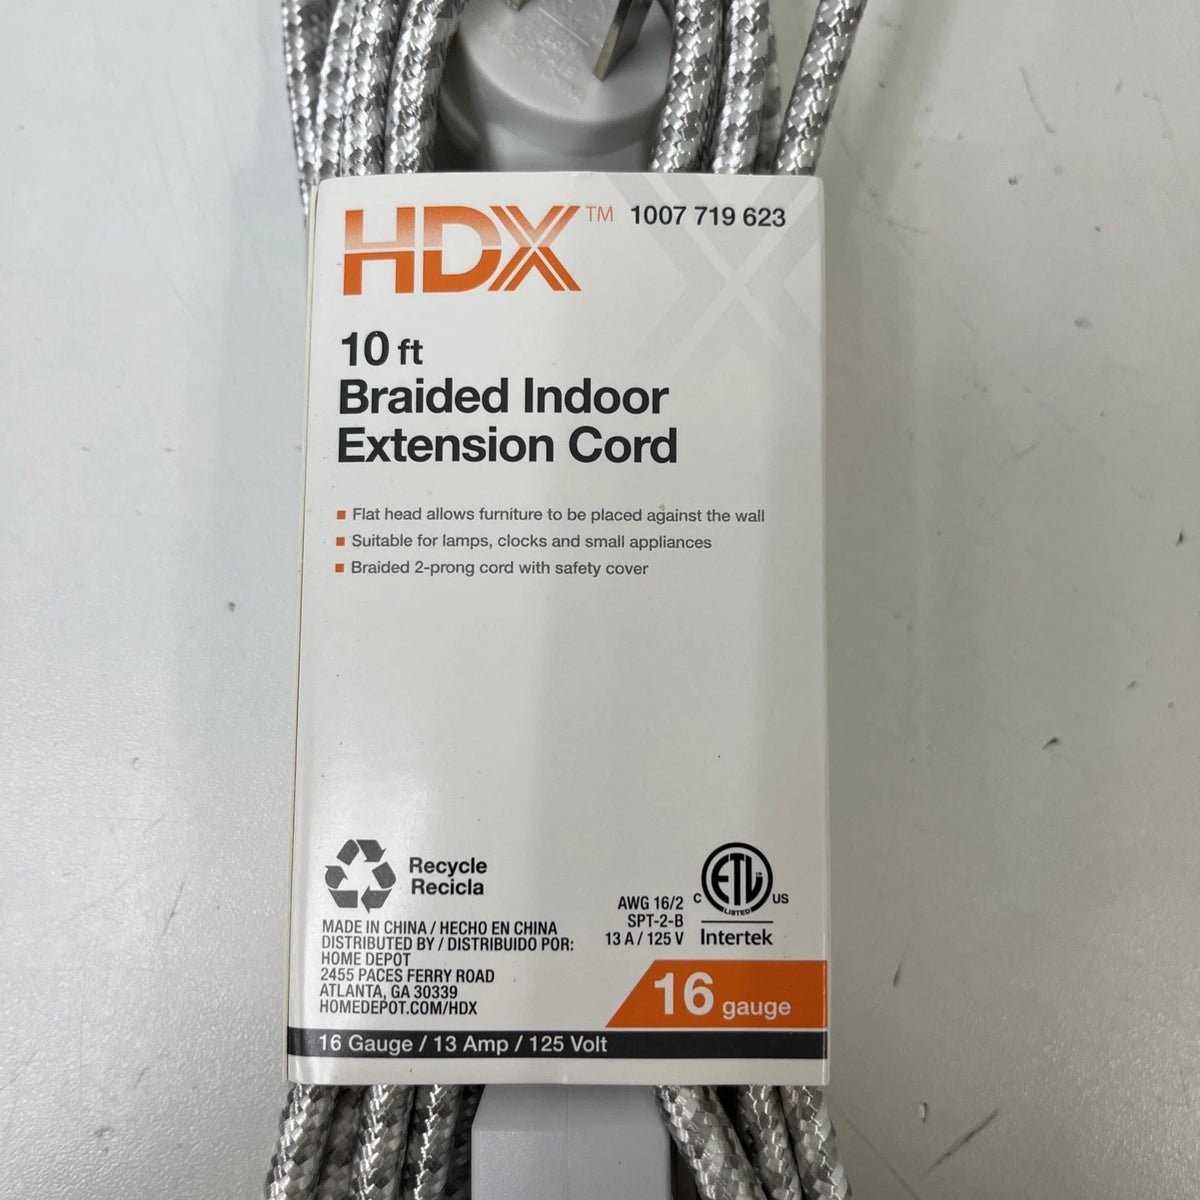 HDX™ 1007 719 623
10 ft
Braided Indoor
Extension Cord
Flat head allows furniture to be placed against the wall
Suitable for lamps, clocks and small appliances
Braided 2-prong cord with safety cover
Recycle
Recicla
MADE IN CHINA / HECHO EN CHINA
DISTRIBUTED BY / DISTRIBUIDO POR:
HOME DEPOT
2455 PACES FERRY ROAD
ATLANTA, GA 30339
HOMEDEPOT.COM/HDX
AWG 16/2
SPT-2-B
13 A / 125 V
C ETL US
LISTED
Intertek
16 gauge
16 Gauge / 13 Amp / 125 Volt